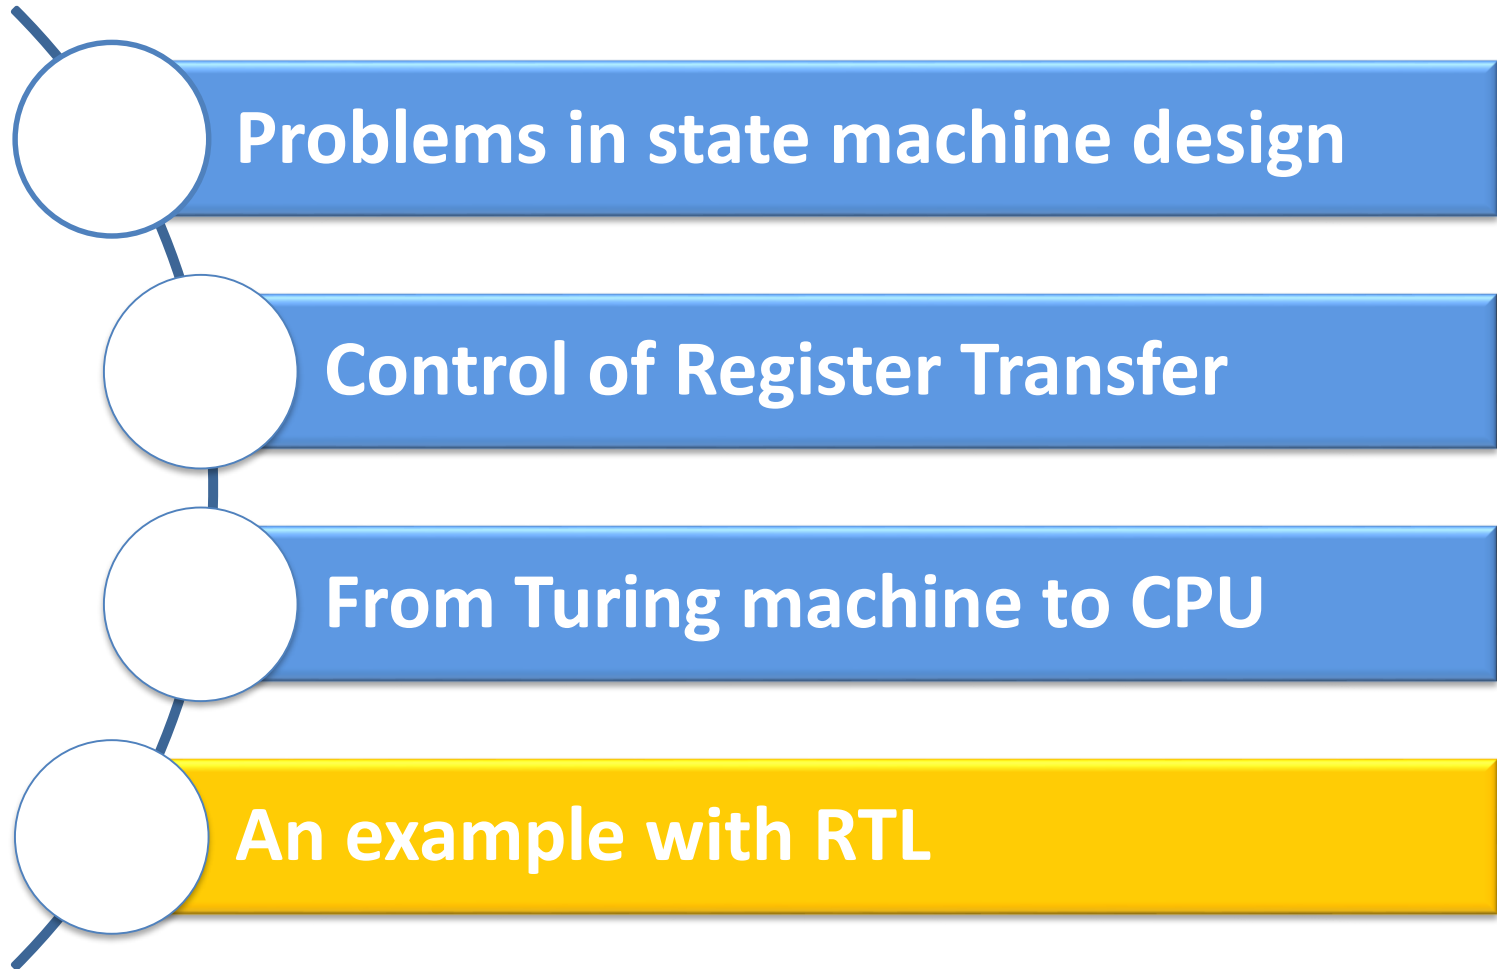 Problems in state machine design
Control of Register Transfer
From Turing machine to CPU
An example with RTL